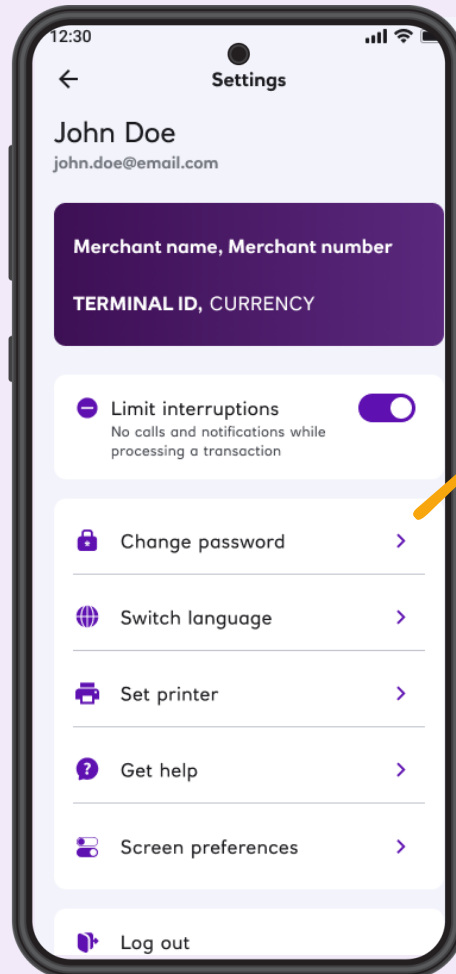 12:30
Settings
John Doe
john.doe@email.com
Merchant name, Merchant number
TERMINAL ID, CURRENCY
Limit interruptions
No calls and notifications while
processing a transaction
Change password
Switch language
Set printer
Get help
Screen preferences
Log out